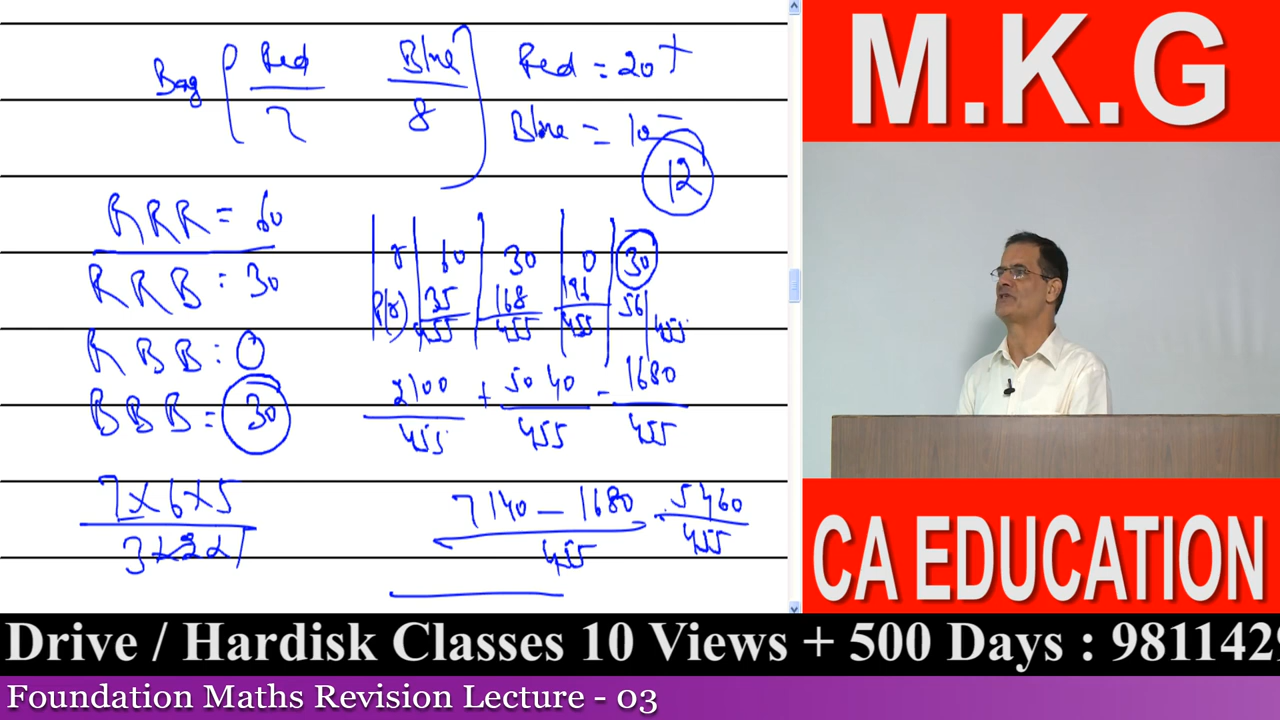 Bag Red Blue
7 8
Red = 20 +
Blue = 10 -
12
RRR = 60
RRB : 30
RBB : 0
BBB = 30
x 60 30 0 30
P(x) 35/455 168/455 196/455 56/455
2100/455 + 5040/455 - 1680/455
7×6×5
3×2×1
7140 - 1680 5460
455 455
M.K.G
CA EDUCATION
Drive / Hardisk Classes 10 Views + 500 Days : 981142
Foundation Maths Revision Lecture - 03